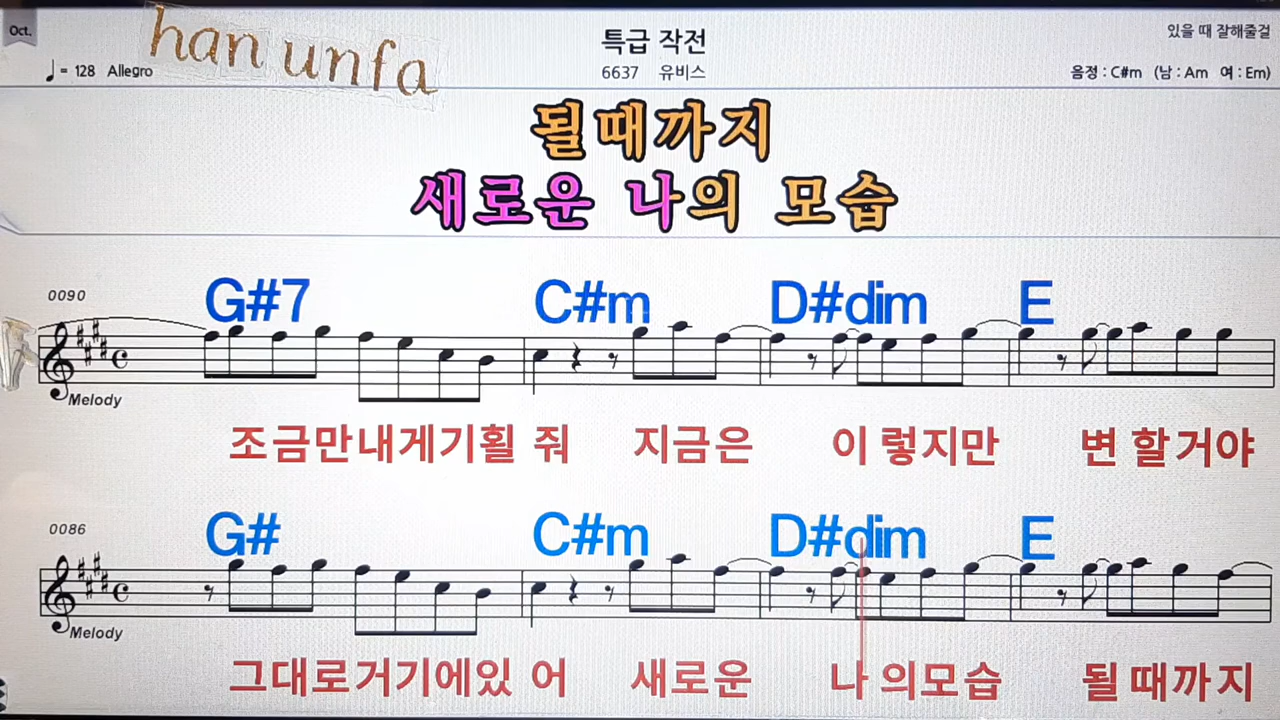 Oct.
han unfa
♩= 128 Allegro
특급 작전
6637 유비스
있을 때 잘해줄걸
음정 : C#m (남 : Am 여 : Em)
될때까지
새로운 나의 모습
0090
G#7 C#m D#dim E
Melody
조금만내게기횔 줘 지금은 이 렇지만 변 할거야
0086
G# C#m D#dim E
Melody
그대로거기에있 어 새로운 나 의모습 될 때까지